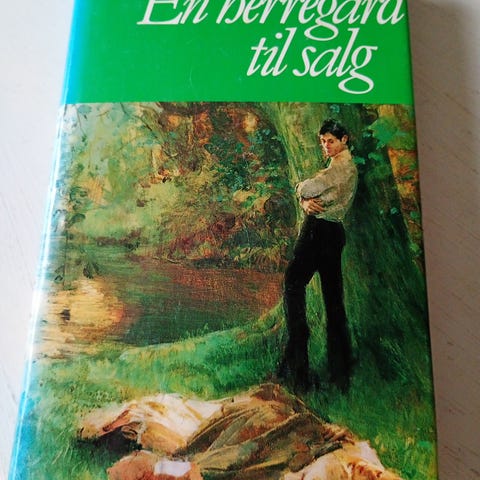 En herregård
til salg